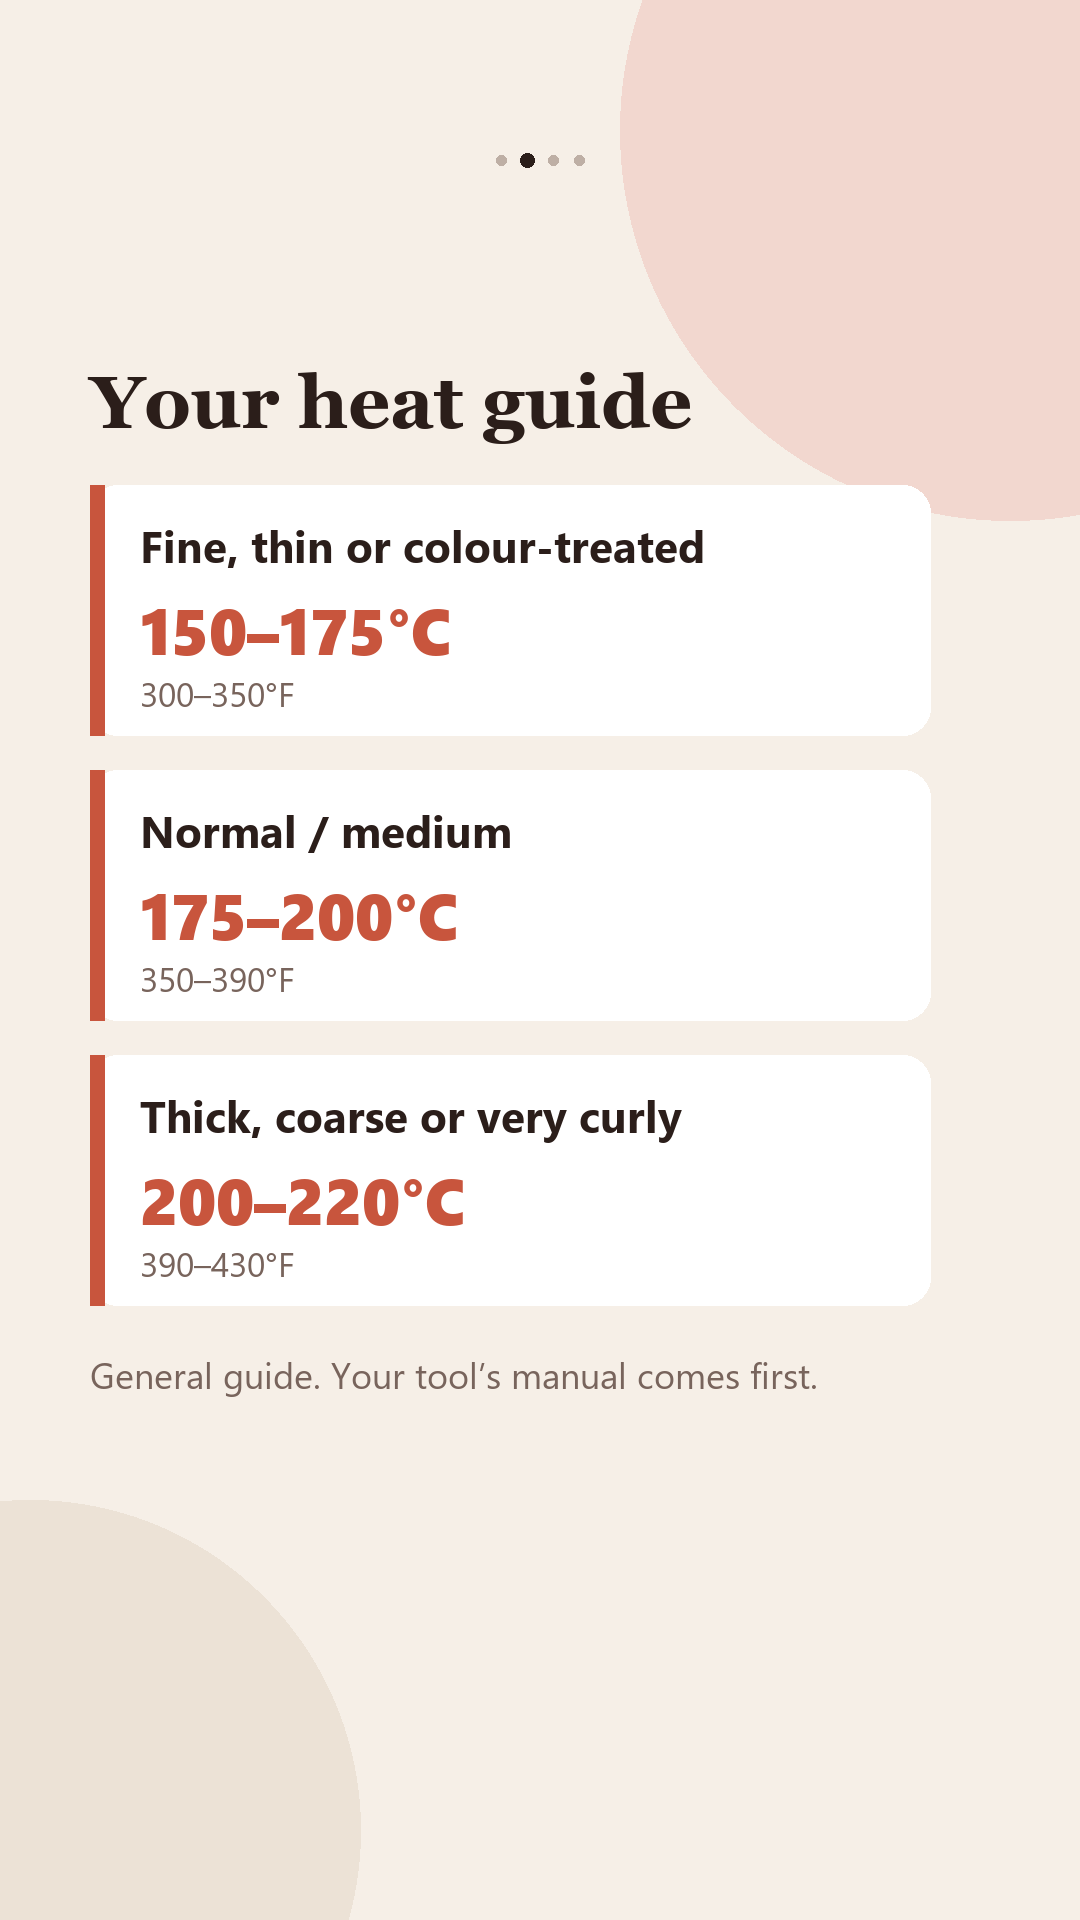 Your heat guide
Fine, thin or colour-treated
150–175°C
300–350°F
Normal / medium
175–200°C
350–390°F
Thick, coarse or very curly
200–220°C
390–430°F
General guide. Your tool’s manual comes first.